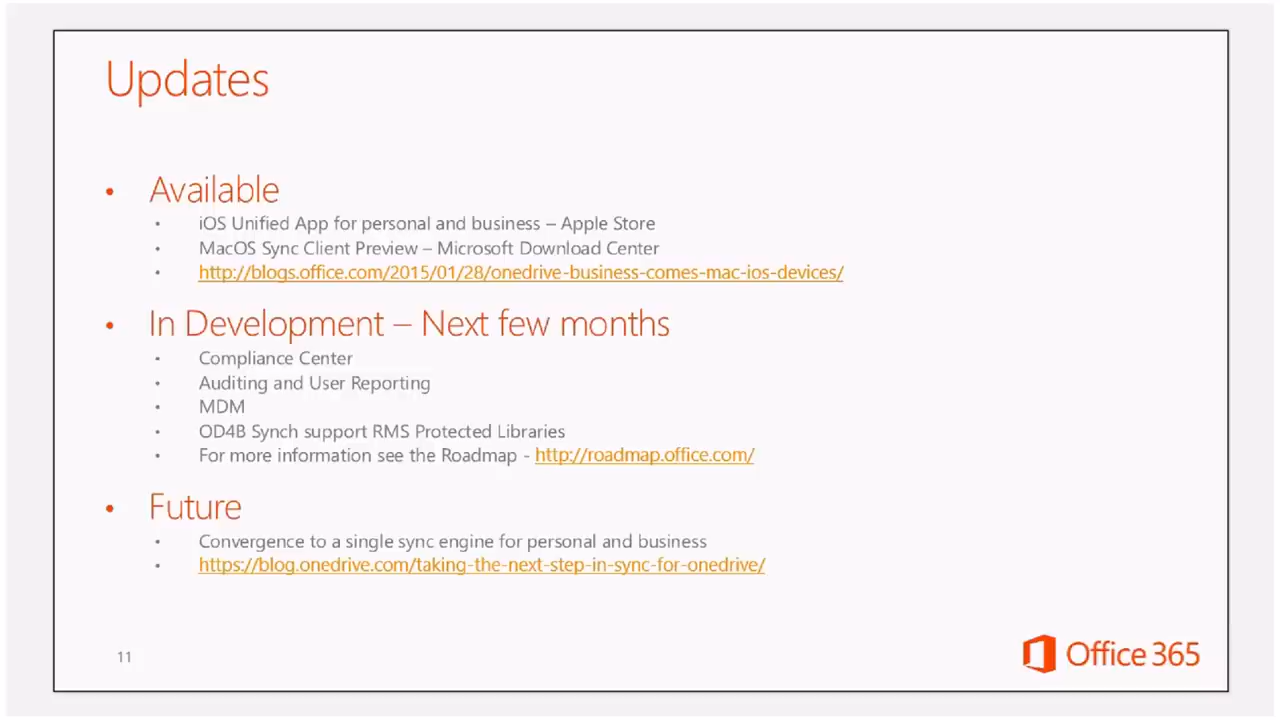 Updates
• Available
• iOS Unified App for personal and business – Apple Store
• MacOS Sync Client Preview – Microsoft Download Center
• http://blogs.office.com/2015/01/28/onedrive-business-comes-mac-ios-devices/
• In Development – Next few months
• Compliance Center
• Auditing and User Reporting
• MDM
• OD4B Synch support RMS Protected Libraries
• For more information see the Roadmap - http://roadmap.office.com/
• Future
• Convergence to a single sync engine for personal and business
• https://blog.onedrive.com/taking-the-next-step-in-sync-for-onedrive/
11
Office 365